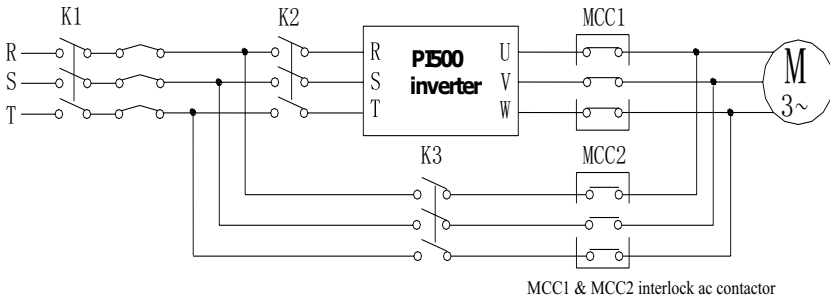 K1 K2 MCC1
R R PI500 U
S S inverter V M
T T W 3~
K3 MCC2
MCC1 & MCC2 interlock ac contactor